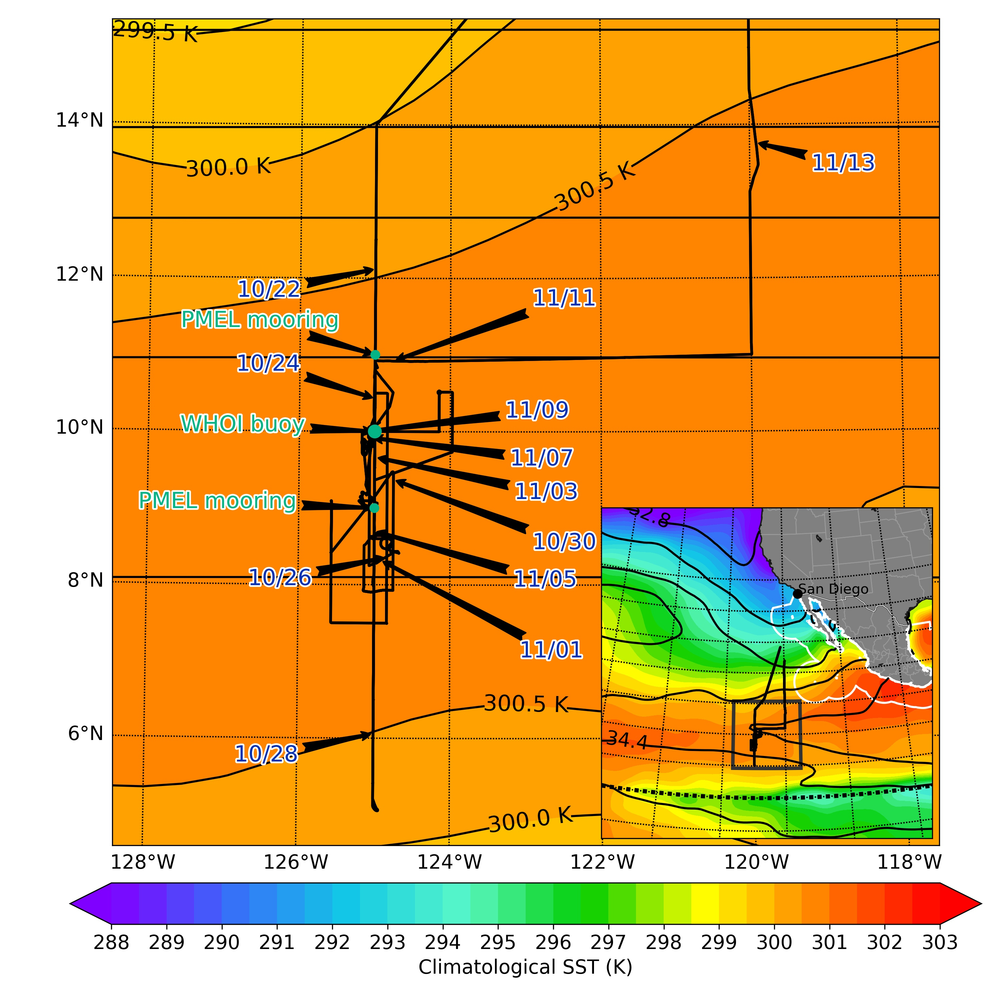 299.5 K
14°N
300.0 K
11/13
300.5 K
12°N
10/22
11/11
PMEL mooring
10/24
11/09
10°N
WHOI buoy
11/07
11/03
PMEL mooring
32.8
10/30
8°N
10/26
11/05
San Diego
11/01
300.5 K
6°N
10/28
34.4
300.0 K
128°W 126°W 124°W 122°W 120°W 118°W
288 289 290 291 292 293 294 295 296 297 298 299 300 301 302 303
Climatological SST (K)